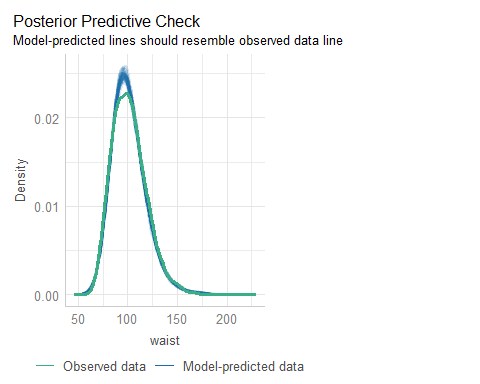 Posterior Predictive Check
Model-predicted lines should resemble observed data line
0.02
0.01
0.00
Density
50 100 150 200
waist
Observed data Model-predicted data